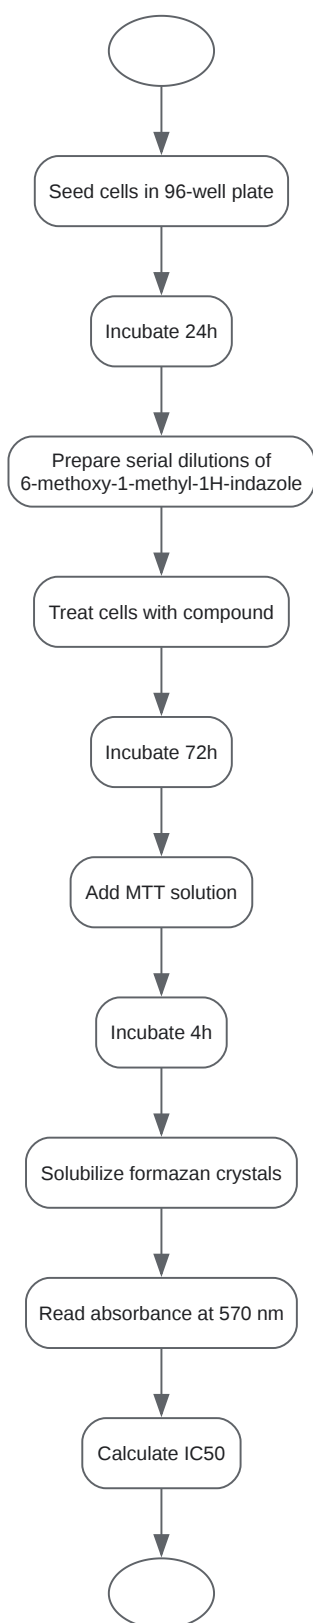 Seed cells in 96-well plate
Incubate 24h
Prepare serial dilutions of
6-methoxy-1-methyl-1H-indazole
Treat cells with compound
Incubate 72h
Add MTT solution
Incubate 4h
Solubilize formazan crystals
Read absorbance at 570 nm
Calculate IC50